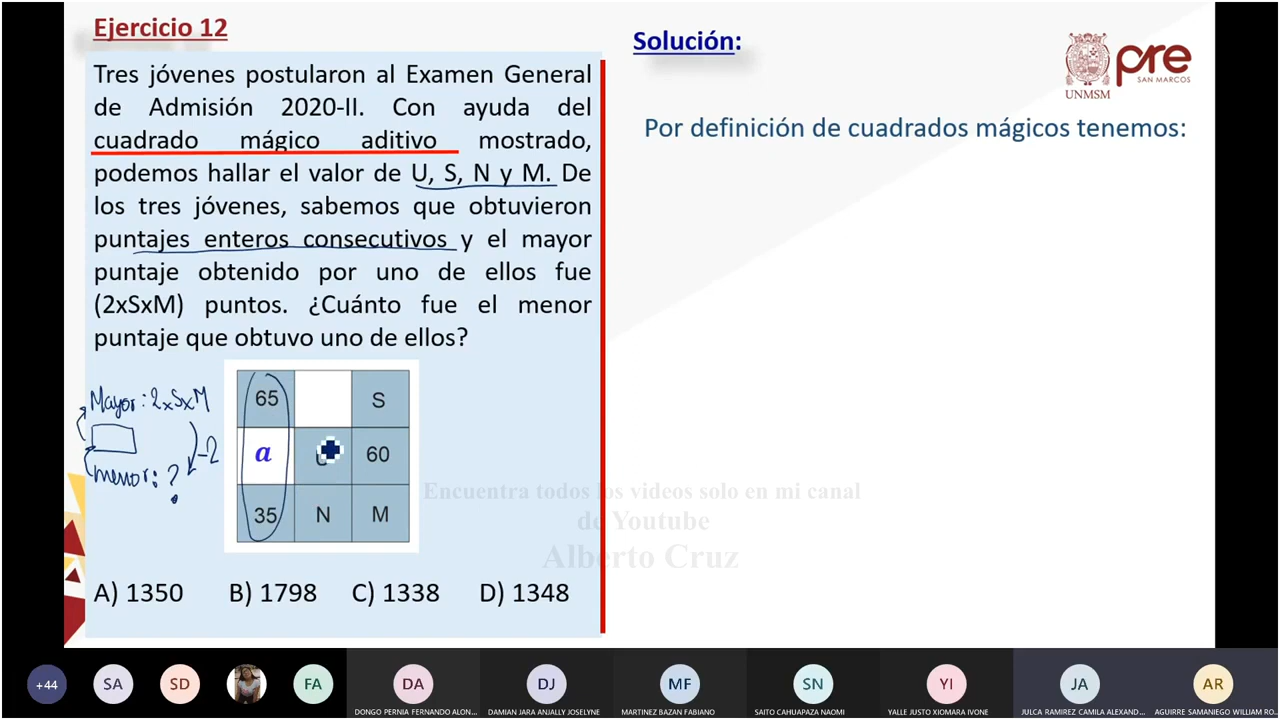 Ejercicio 12
Tres jóvenes postularon al Examen General
de Admisión 2020-II. Con ayuda del
cuadrado mágico aditivo mostrado,
podemos hallar el valor de U, S, N y M. De
los tres jóvenes, sabemos que obtuvieron
puntajes enteros consecutivos y el mayor
puntaje obtenido por uno de ellos fue
(2xSxM) puntos. ¿Cuánto fue el menor
puntaje que obtuvo uno de ellos?
Mayor: 2xSxM
menor: ?
-2
65 S
a 60
35 N M
A) 1350 B) 1798 C) 1338 D) 1348
Solución:
UNMSM
pre
SAN MARCOS
Por definición de cuadrados mágicos tenemos:
Encuentra todos los videos solo en mi canal
de Youtube
Alberto Cruz
+44 SA SD FA DA DJ MF SN YI JA AR
DONGO PERNIA FERNANDO ALON... DAMIAN JARA ANJALLY JOSELYNE MARTINEZ BAZAN FABIANO SAITO CAHUAPAZA NAOMI YALLE JUSTO XIOMARA IVONE JULCA RAMIREZ CAMILA ALEXAND... AGUIRRE SAMANIEGO WILLIAM RO...